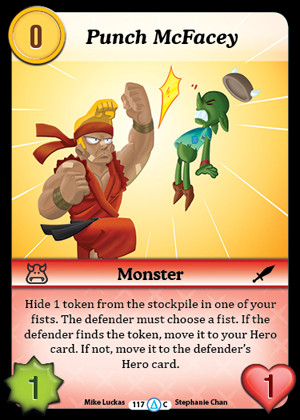 0
Punch McFacey
Monster
Hide 1 token from the stockpile in one of your
fists. The defender must choose a fist. If the
defender finds the token, move it to your Hero
card. If not, move it to the defender's
Hero card.
1
1
Mike Luckas 117 A C Stephanie Chan